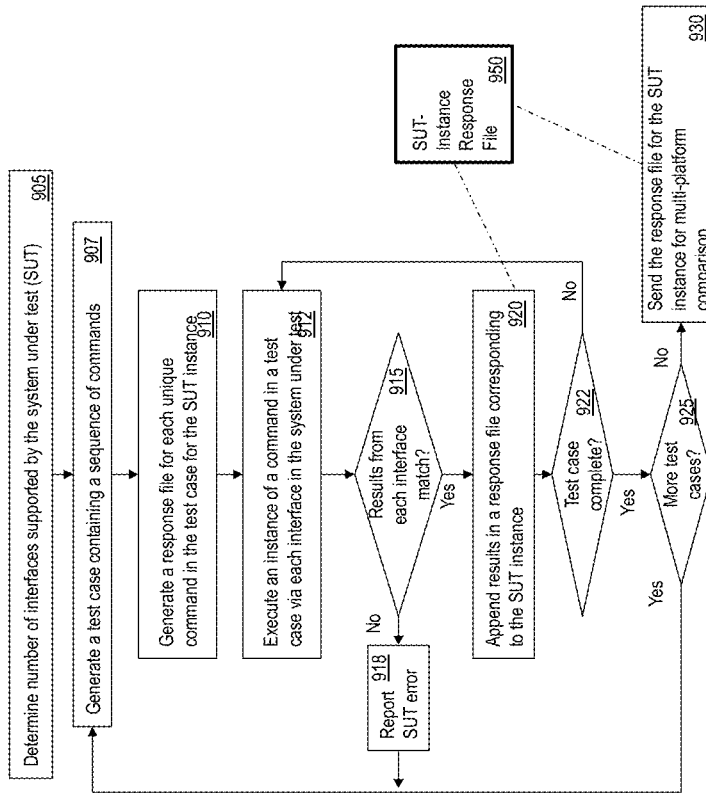 Determine number of interfaces supported by the system under test (SUT)
905
Generate a test case containing a sequence of commands
907
Generate a response file for each unique
command in the test case for the SUT instance
910
Execute an instance of a command in a test
case via each interface in the system under test
912
Results from
each interface
match?
915
No
Yes
Report
SUT error
918
Append results in a response file corresponding
to the SUT instance
920
SUT-
Instance
Response
File
950
Test case
complete?
922
No
Yes
More test
cases?
925
Yes
No
Send the response file for the SUT
instance for multi-platform
comparison
930